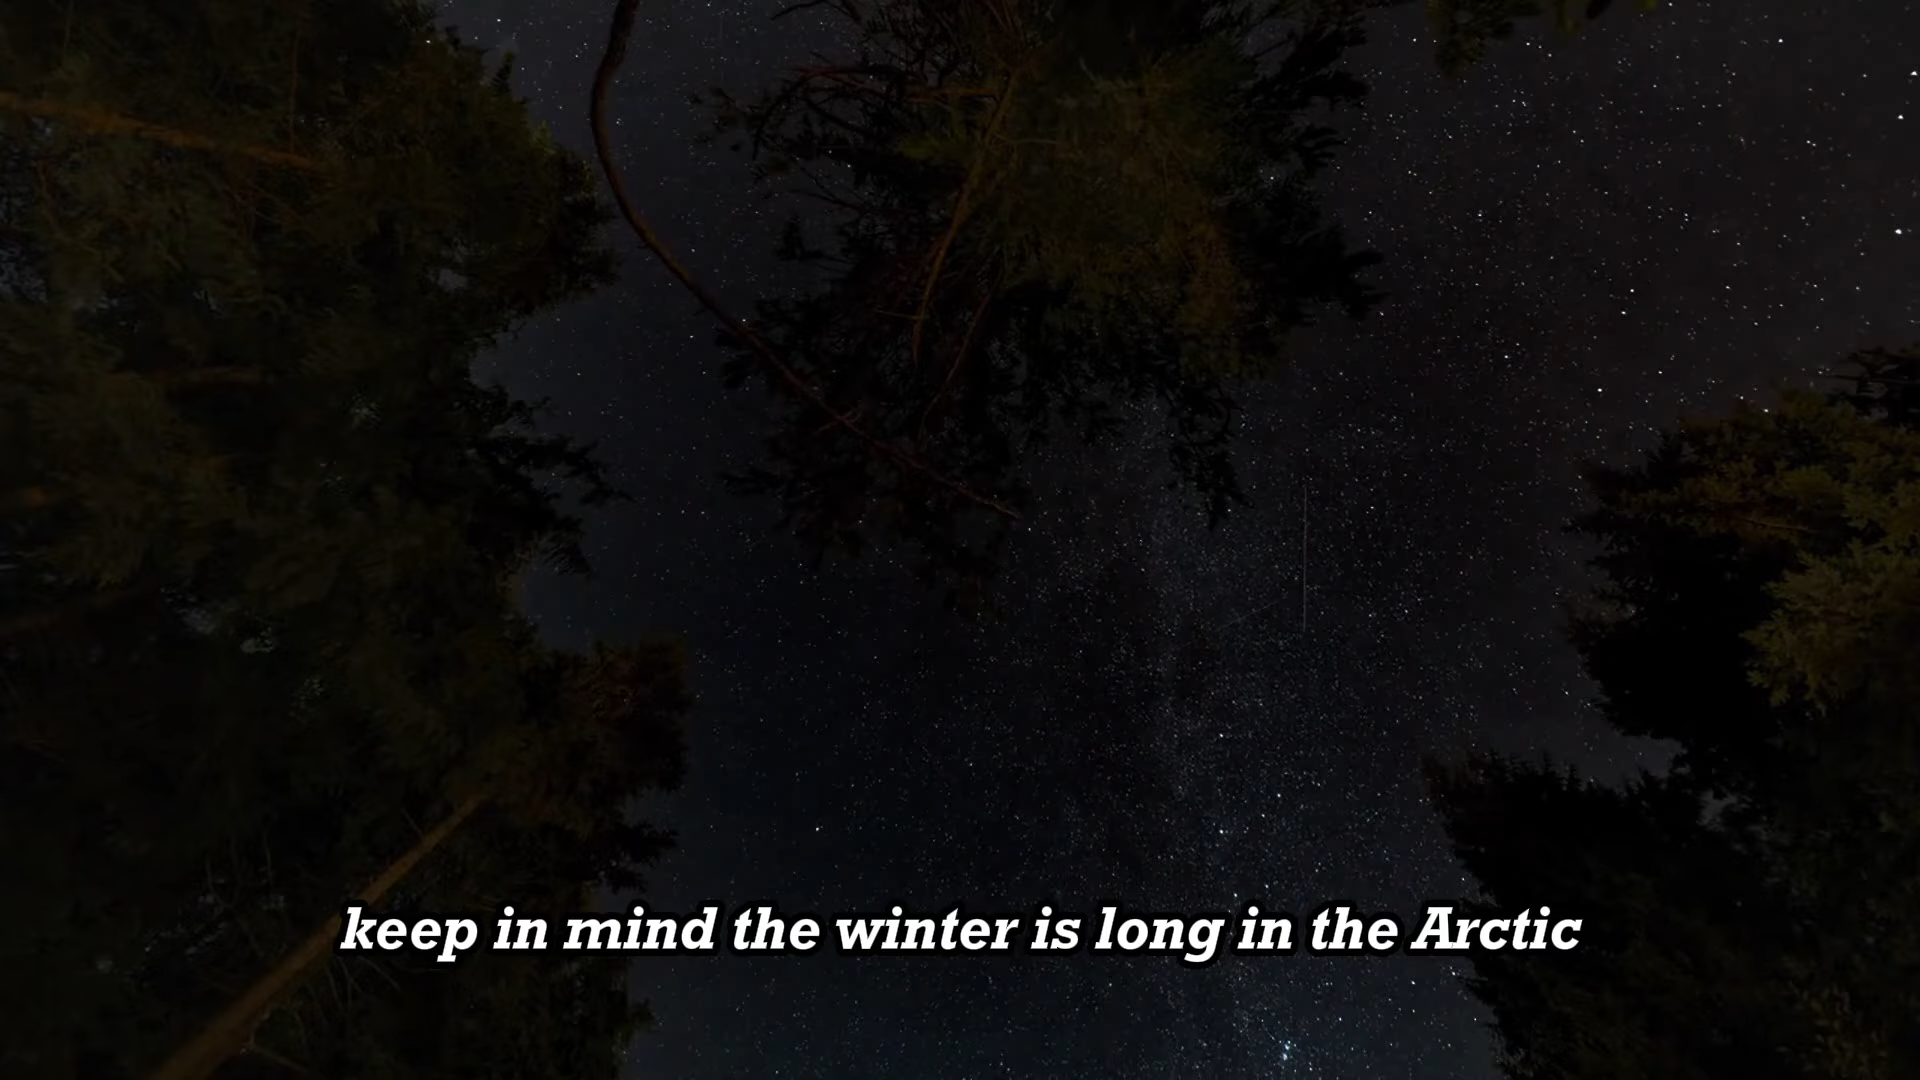 keep in mind the winter is long in the Arctic